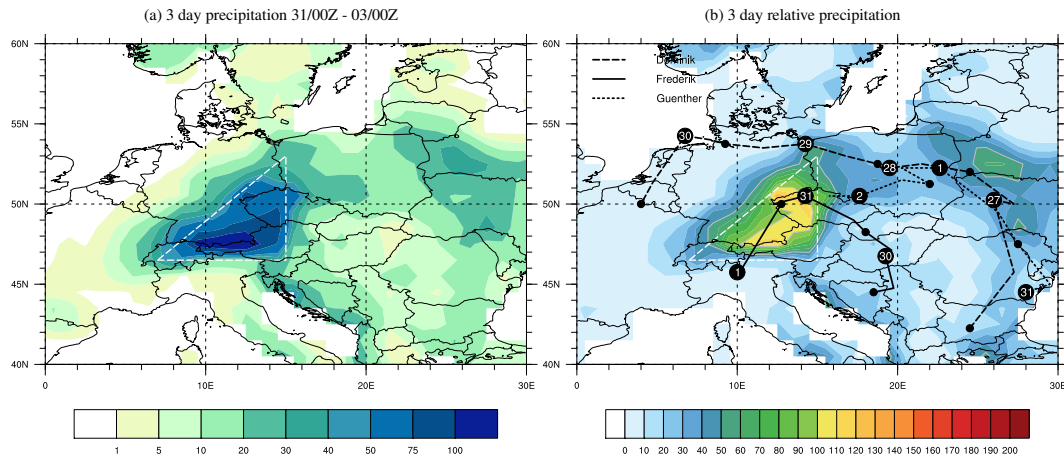 (a) 3 day precipitation 31/00Z - 03/00Z
60N
55N
50N
45N
40N
0 10E 20E 30E
1 5 10 20 30 40 50 75 100
(b) 3 day relative precipitation
60N
55N
50N
45N
40N
Dominik
Frederik
Guenther
30
29
28
1
27
31
2
30
1
31
0 10E 20E 30E
0 10 20 30 40 50 60 70 80 90 100 110 120 130 140 150 160 170 180 190 200